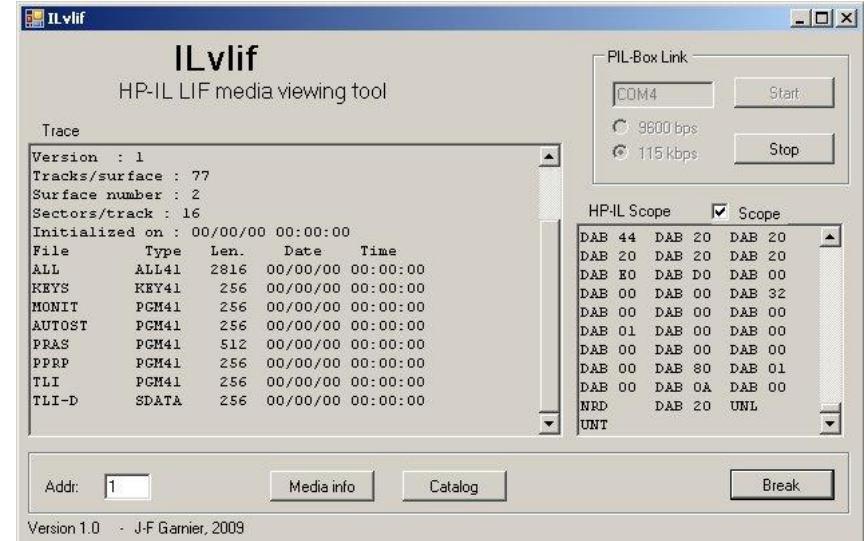 ILvlif
ILvlif
HP-IL LIF media viewing tool
Trace
Version : 1
Tracks/surface : 77
Surface number : 2
Sectors/track : 16
Initialized on : 00/00/00 00:00:00
File Type Len. Date Time
ALL ALL41 2816 00/00/00 00:00:00
KEYS KEY41 256 00/00/00 00:00:00
MONIT PGM41 256 00/00/00 00:00:00
AUTOST PGM41 256 00/00/00 00:00:00
PRAS PGM41 512 00/00/00 00:00:00
PPRP PGM41 256 00/00/00 00:00:00
TLI PGM41 256 00/00/00 00:00:00
TLI-D SDATA 256 00/00/00 00:00:00
PIL-Box Link
COM4 Start
9600 bps
115 kbps Stop
HP-IL Scope Scope
DAB 44 DAB 20 DAB 20
DAB 20 DAB 20 DAB 20
DAB E0 DAB D0 DAB 00
DAB 00 DAB 00 DAB 32
DAB 00 DAB 00 DAB 00
DAB 01 DAB 00 DAB 00
DAB 00 DAB 00 DAB 00
DAB 00 DAB 80 DAB 01
DAB 00 DAB 0A DAB 00
NRD DAB 20 UNL
UNT
Addr: 1 Media info Catalog Break
Version 1.0 - J-F Garnier, 2009